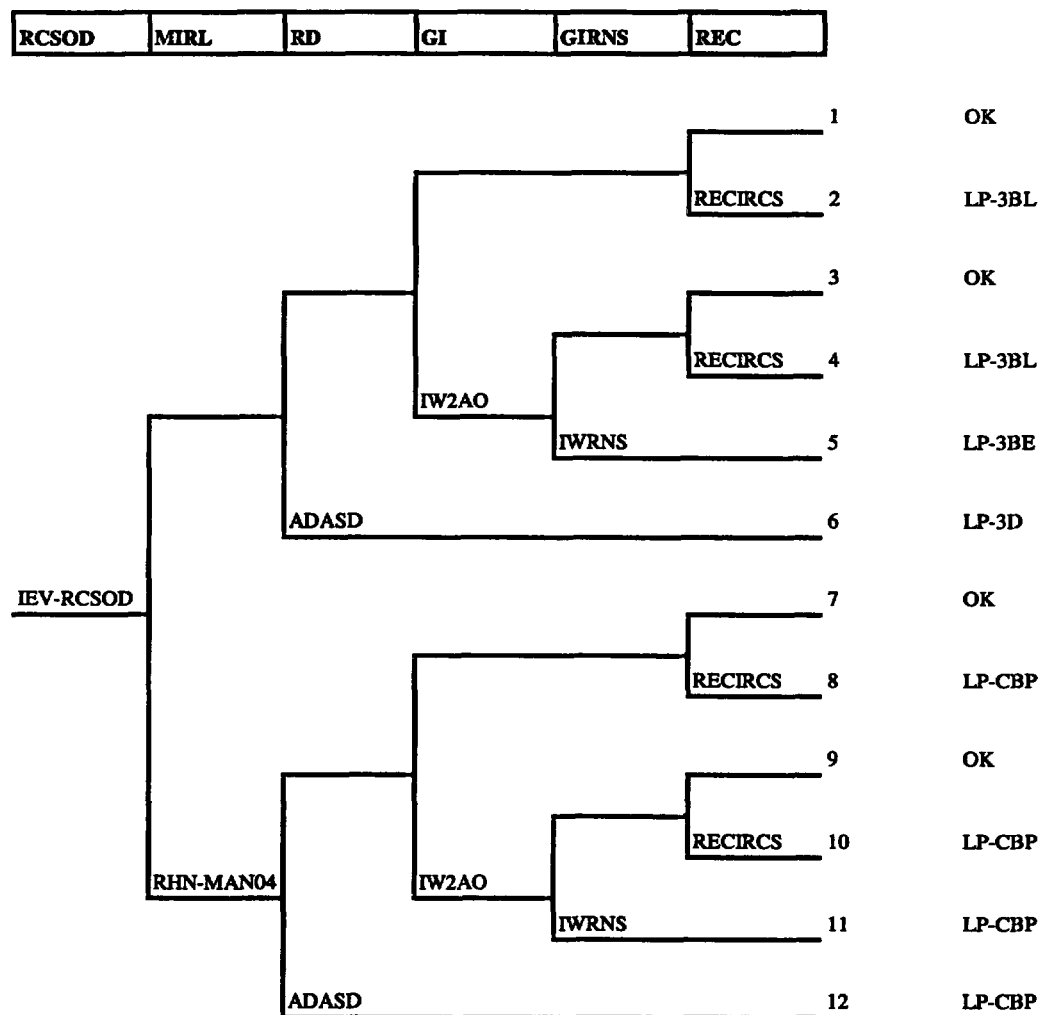 RCSOD MIRL RD GI GIRNS REC
1 OK
RECIRCS 2 LP-3BL
3 OK
RECIRCS 4 LP-3BL
IW2AO
IWRNS 5 LP-3BE
ADASD 6 LP-3D
IEV-RCSOD 7 OK
RECIRCS 8 LP-CBP
9 OK
RECIRCS 10 LP-CBP
RHN-MAN04 IW2AO
IWRNS 11 LP-CBP
ADASD 12 LP-CBP